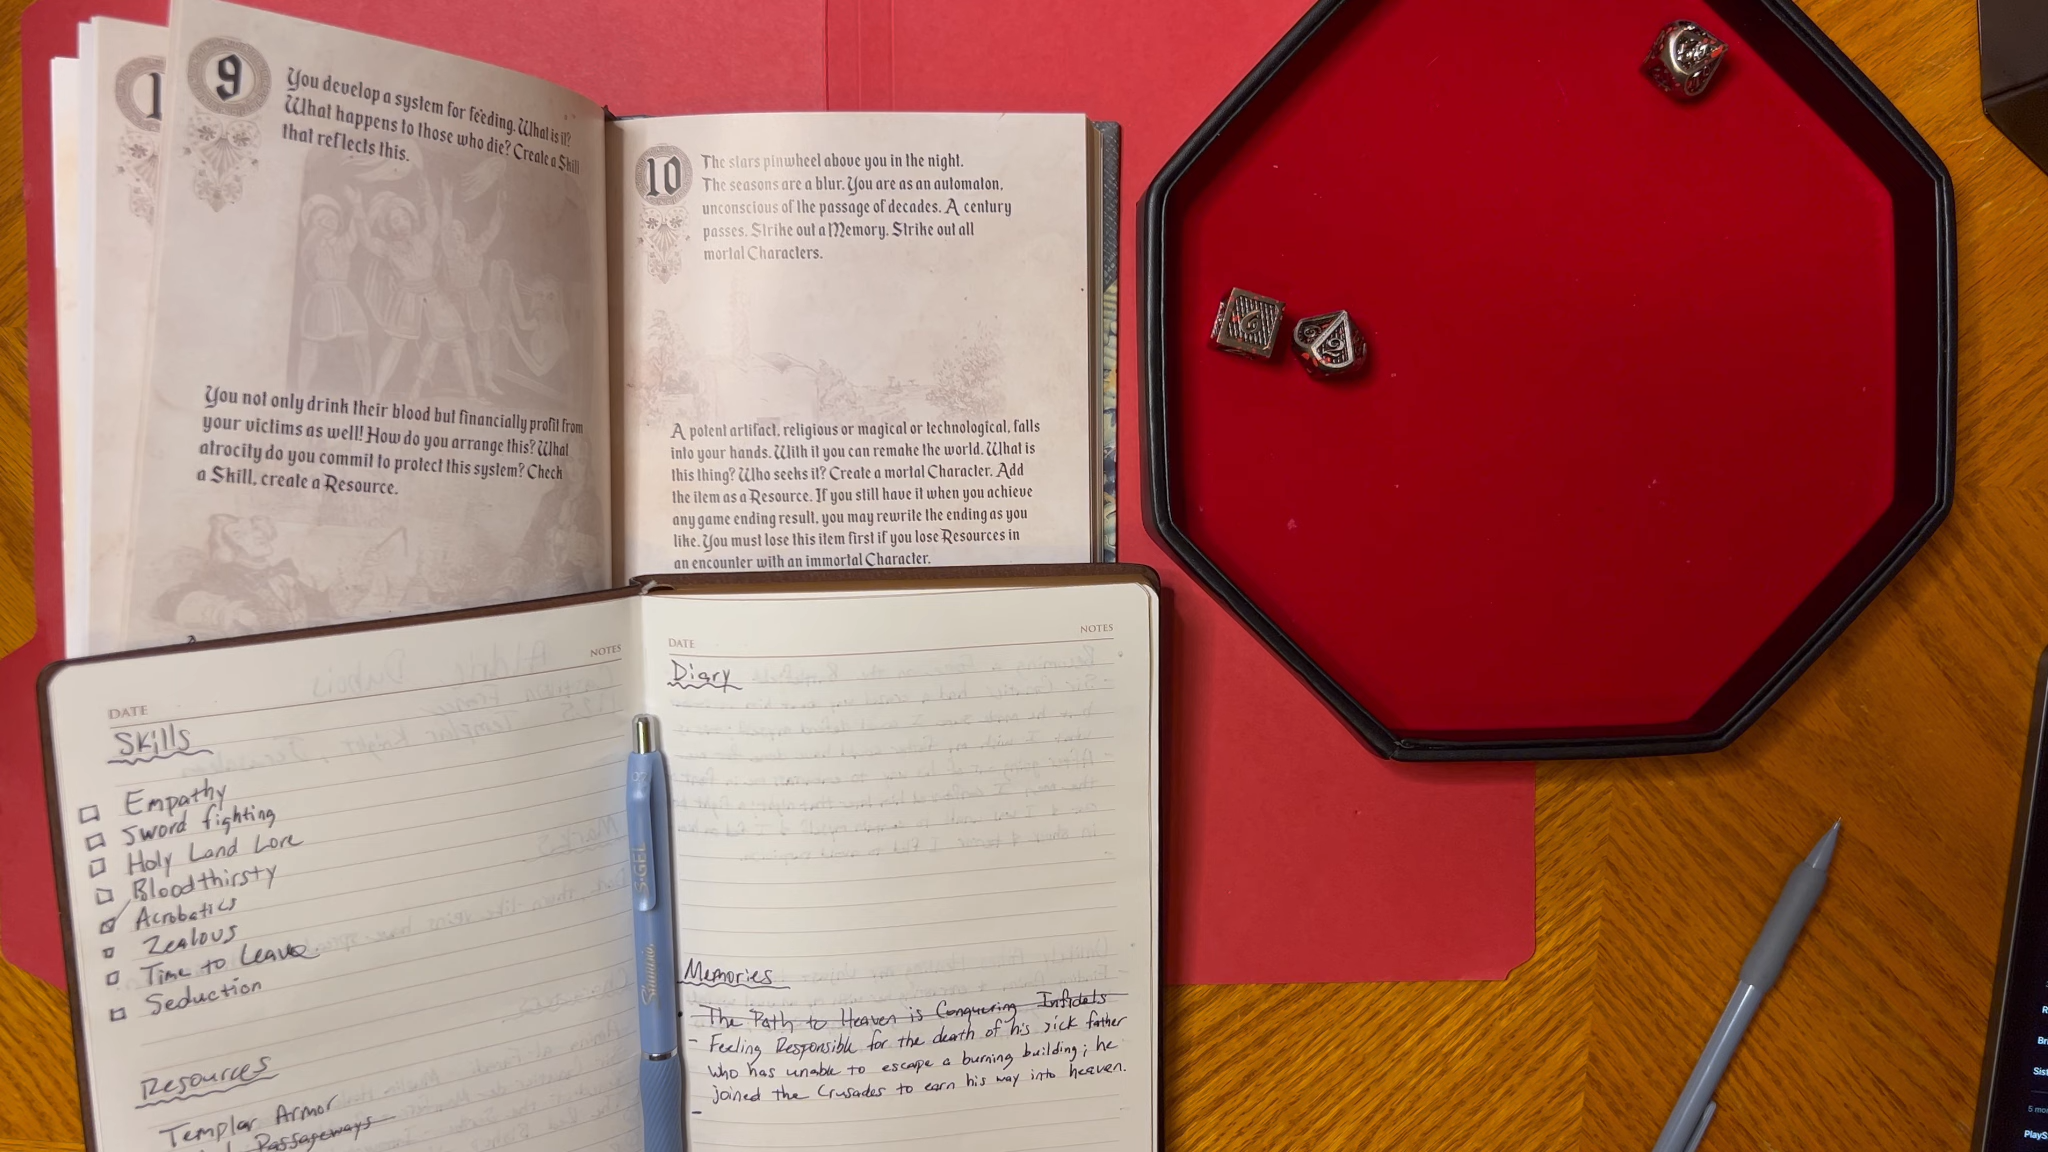 9
You develop a system for feeding. What is it?
What happens to those who die? Create a Skill
that reflects this.
You not only drink their blood but financially profit from
your victims as well! How do you arrange this? What
atrocity do you commit to protect this system? Check
a Skill, create a Resource.
10
The stars pinwheel above you in the night.
The seasons are a blur. You are as an automaton,
unconscious of the passage of decades. A century
passes. Strike out a Memory. Strike out all
mortal Characters.
A potent artifact, religious or magical or technological, falls
into your hands. With it you can remake the world. What is
this thing? Who seeks it? Create a mortal Character. Add
the item as a Resource. If you still have it when you achieve
any game ending result, you may rewrite the ending as you
like. You must lose this item first if you lose Resources in
an encounter with an immortal Character.
DATE
NOTES
Skills
Empathy
Sword fighting
Holy Land Lore
Bloodthirsty
Acrobatics
Zealous
Time to Leave
Seduction
Resources
Templar Armor
Passageways
DATE
NOTES
Diary
Memories
The Path to Heaven is Conquering Infidels
- Feeling Responsible for the death of his sick father
who was unable to escape a burning building; he
joined the Crusades to earn his way into heaven.
-
S·GEL
Sharpie
6